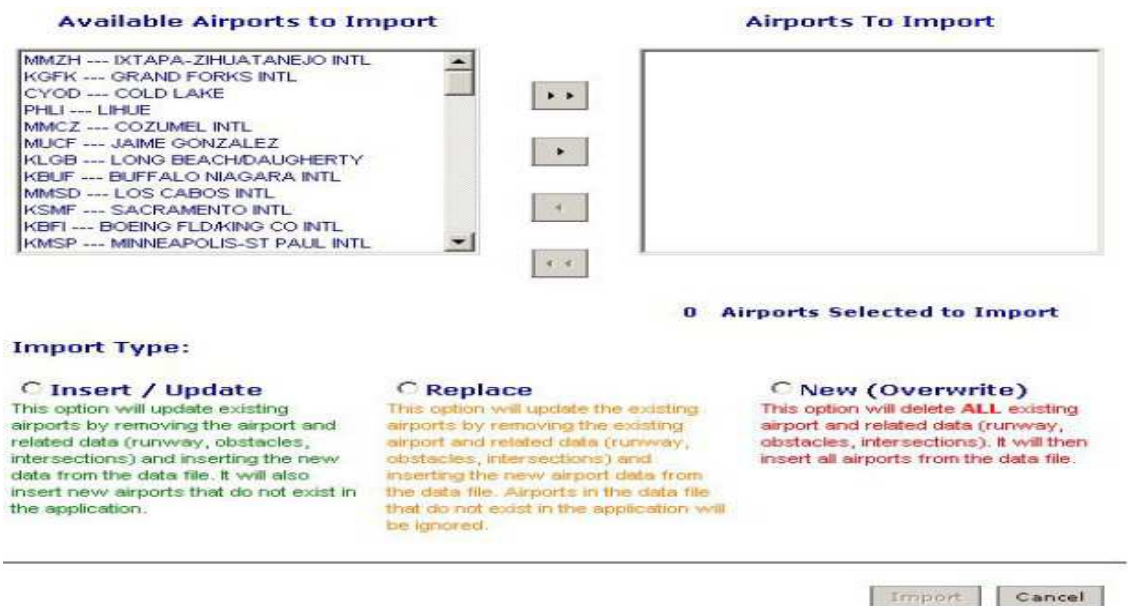 Available Airports to Import
Airports To Import
MMZH --- IXTAPA-ZIHUATANEJO INTL
KGFK --- GRAND FORKS INTL
CYOD --- COLD LAKE
PHLI --- LIHUE
MMCZ --- COZUMEL INTL
MUCF --- JAIME GONZALEZ
KLGB --- LONG BEACH/DAUGHERTY
KBUF --- BUFFALO NIAGARA INTL
MMSD --- LOS CABOS INTL
KSMF --- SACRAMENTO INTL
KBFI --- BOEING FLD/KING CO INTL
KMSP --- MINNEAPOLIS-ST PAUL INTL
0 Airports Selected to Import
Import Type:
Insert / Update
This option will update existing
airports by removing the airport and
related data (runway, obstacles,
intersections) and inserting the new
data from the data file. It will also
insert new airports that do not exist in
the application.
Replace
This option will update the existing
airports by removing the existing
airport and related data (runway,
obstacles, intersections) and
inserting the new airport data from
the data file. Airports in the data file
that do not exist in the application will
be ignored.
New (Overwrite)
This option will delete ALL existing
airport and related data (runway,
obstacles, intersections). It will then
insert all airports from the data file.
Import
Cancel